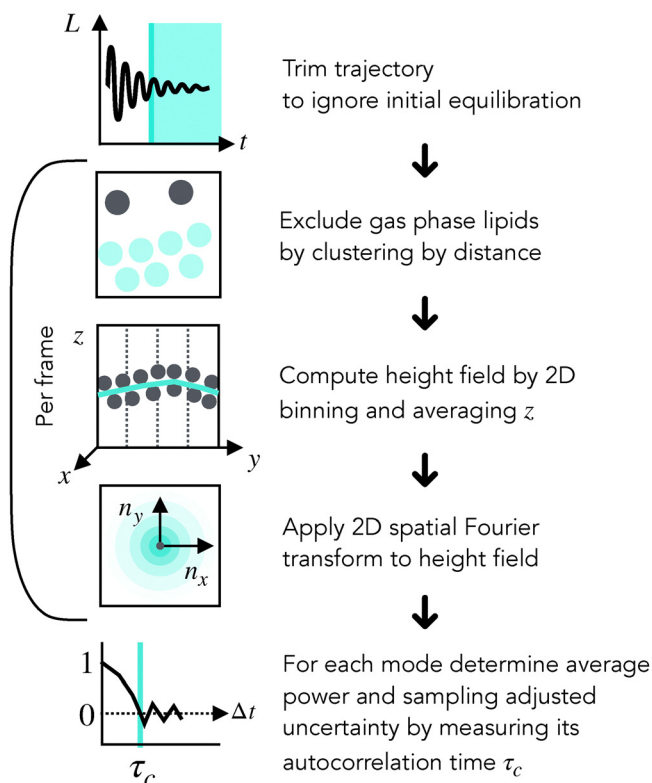 L
t
Trim trajectory
to ignore initial equilibration
Exclude gas phase lipids
by clustering by distance
Per frame
z
x
y
Compute height field by 2D
binning and averaging z
n_y
n_x
Apply 2D spatial Fourier
transform to height field
1
0
Δt
τ_c
For each mode determine average
power and sampling adjusted
uncertainty by measuring its
autocorrelation time τ_c